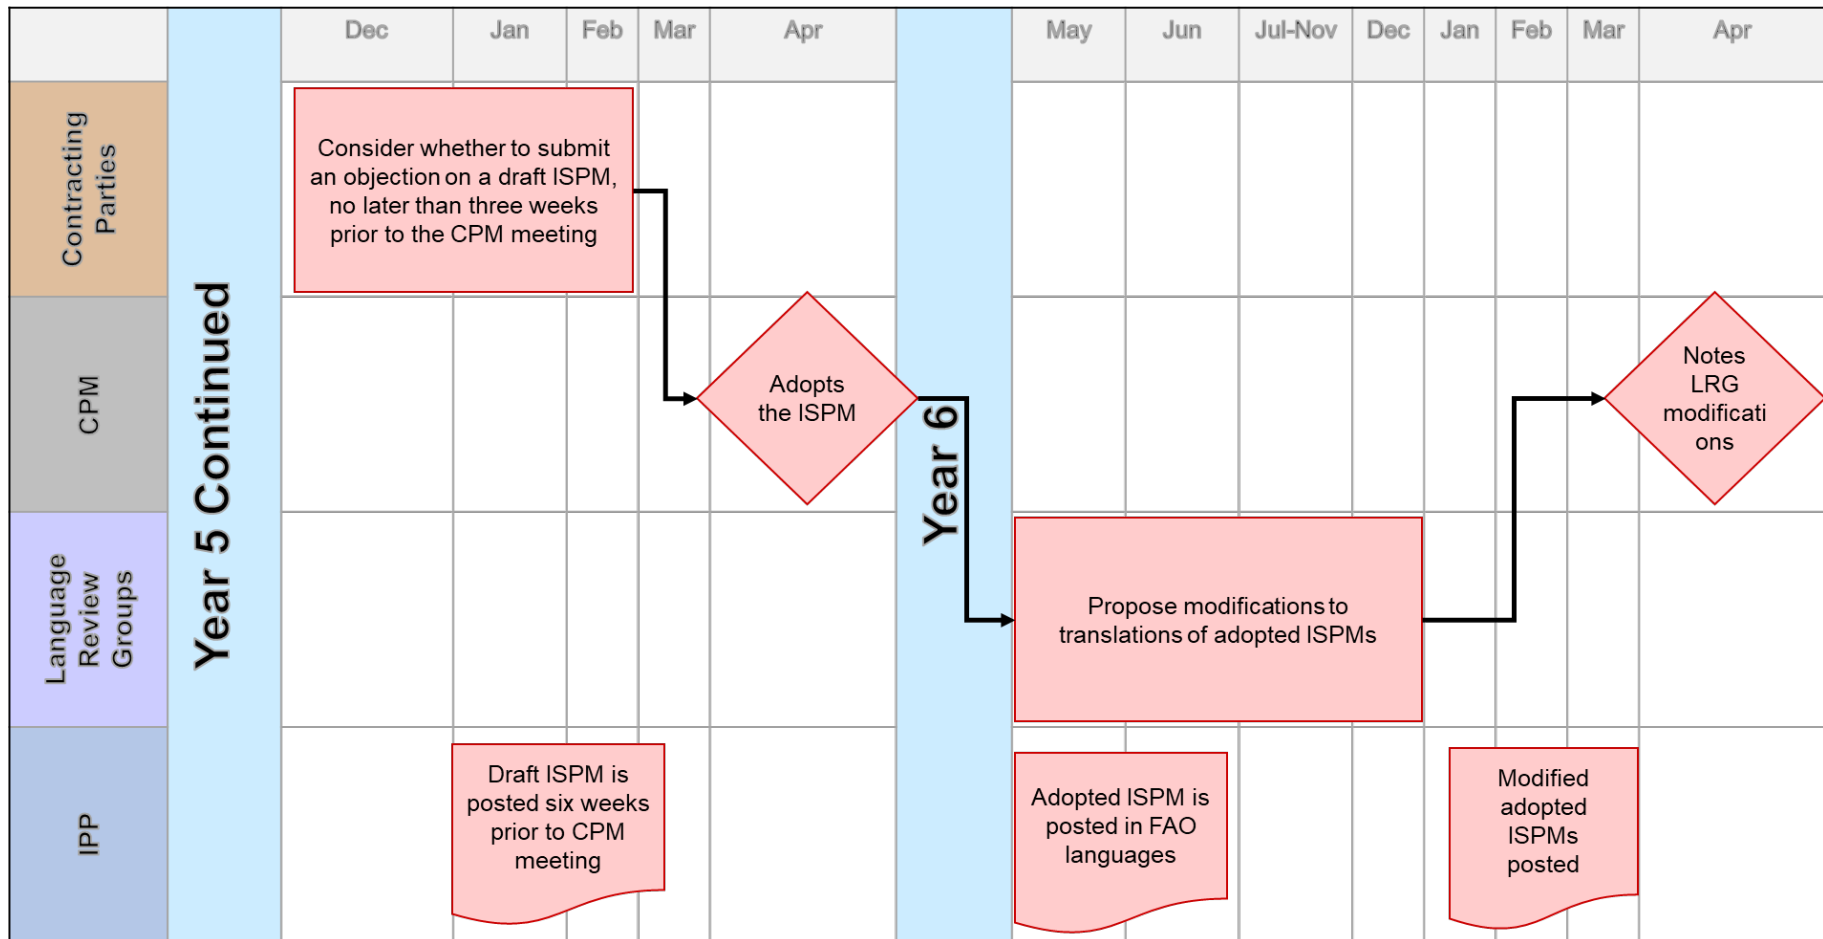 Dec
Jan
Feb
Mar
Apr
May
Jun
Jul-Nov
Dec
Jan
Feb
Mar
Apr
Contracting
Parties
Consider whether to submit
an objection on a draft ISPM,
no later than three weeks
prior to the CPM meeting
Year 5 Continued
CPM
Adopts
the ISPM
Year 6
Notes
LRG
modificati
ons
Language
Review
Groups
Propose modifications to
translations of adopted ISPMs
IPP
Draft ISPM is
posted six weeks
prior to CPM
meeting
Adopted ISPM is
posted in FAO
languages
Modified
adopted
ISPMs
posted